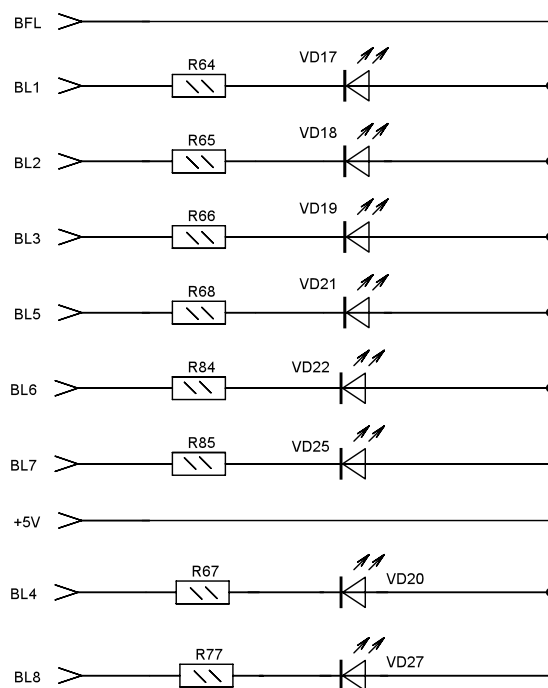 BFL
BL1 R64 VD17
BL2 R65 VD18
BL3 R66 VD19
BL5 R68 VD21
BL6 R84 VD22
BL7 R85 VD25
+5V
BL4 R67 VD20
BL8 R77 VD27